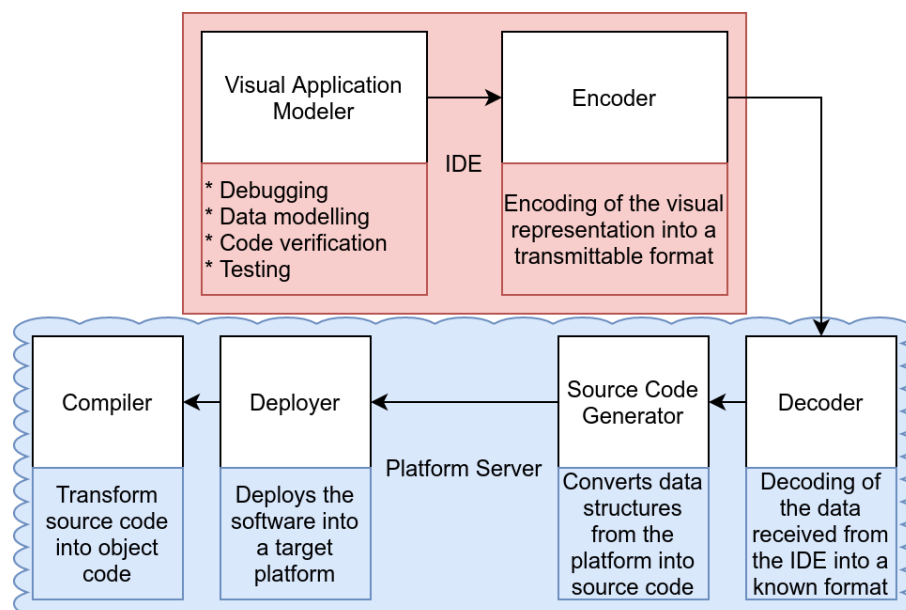 Visual Application
Modeler
Encoder
IDE
* Debugging
* Data modelling
* Code verification
* Testing
Encoding of the visual
representation into a
transmittable format
Compiler
Deployer
Source Code
Generator
Decoder
Platform Server
Transform
source code
into object
code
Deploys the
software into
a target
platform
Converts data
structures
from the
platform into
source code
Decoding of
the data
received from
the IDE into a
known format